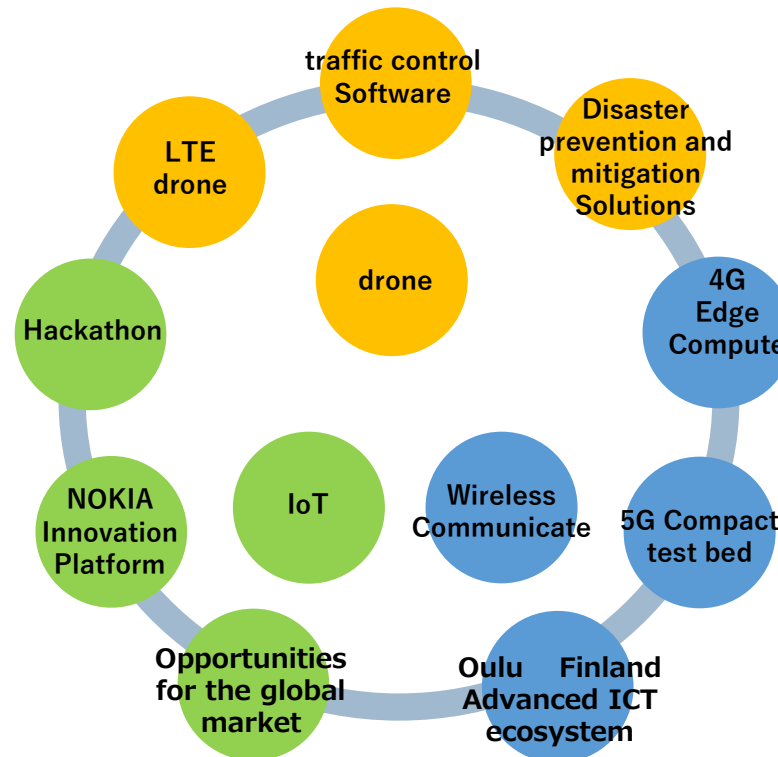 traffic control
Software
Disaster
prevention and
mitigation
Solutions
LTE
drone
drone
4G
Edge
Compute
Hackathon
NOKIA
Innovation
Platform
IoT
Wireless
Communicate
5G Compact
test bed
Opportunities
for the global
market
Oulu Finland
Advanced ICT
ecosystem